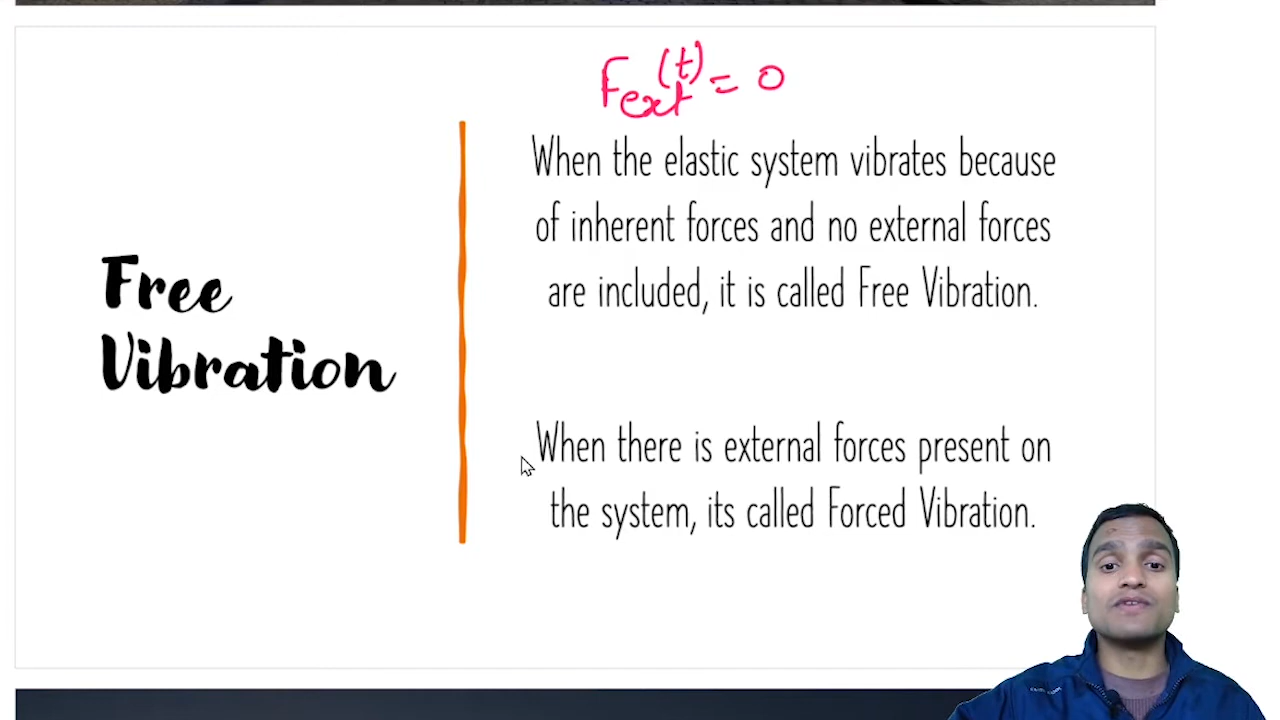 F_ext(t) = 0
Free
Vibration
When the elastic system vibrates because
of inherent forces and no external forces
are included, it is called Free Vibration.
When there is external forces present on
the system, its called Forced Vibration.